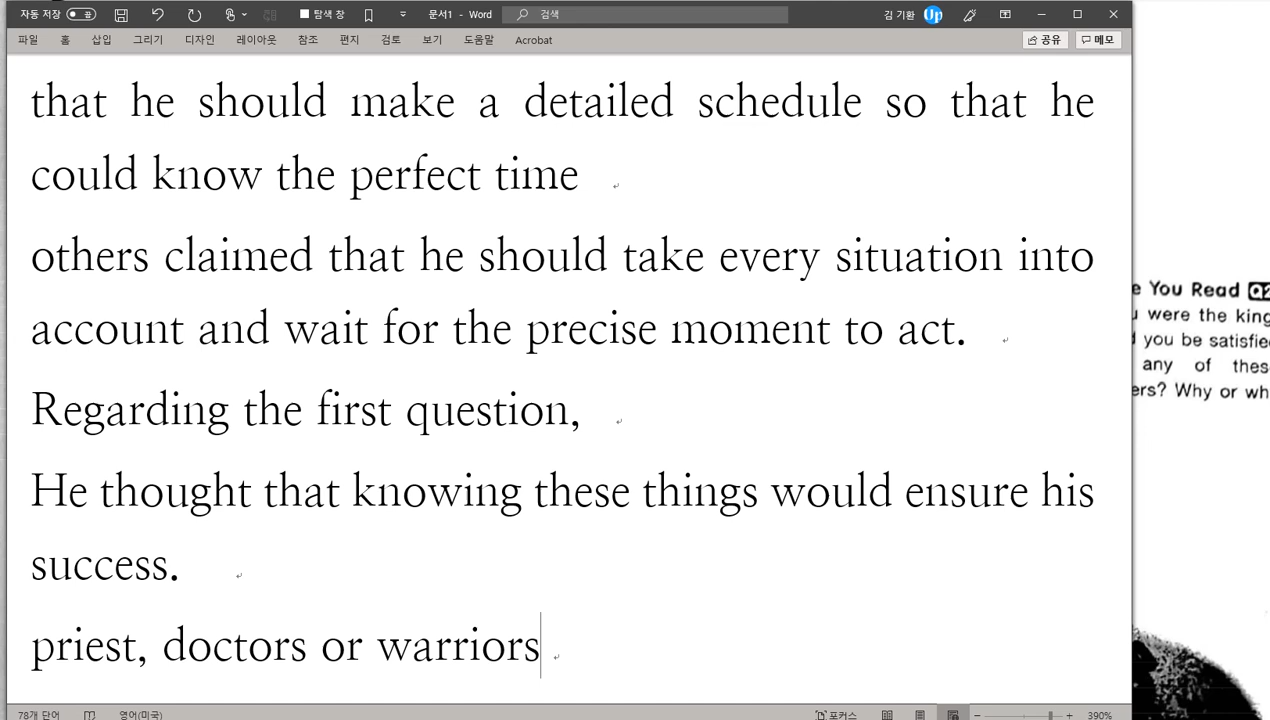 자동 저장 끔 탐색 창 문서1 - Word 검색 김 기환 Up
파일 홈 삽입 그리기 디자인 레이아웃 참조 편지 검토 보기 도움말 Acrobat 공유 메모
that he should make a detailed schedule so that he
could know the perfect time
others claimed that he should take every situation into
account and wait for the precise moment to act.
Regarding the first question,
He thought that knowing these things would ensure his
success.
priest, doctors or warriors
e You Read Q2
were the king
you be satisfie
any of thes
ers? Why or wh
78개 단어 영어(미국) 포커스 390%